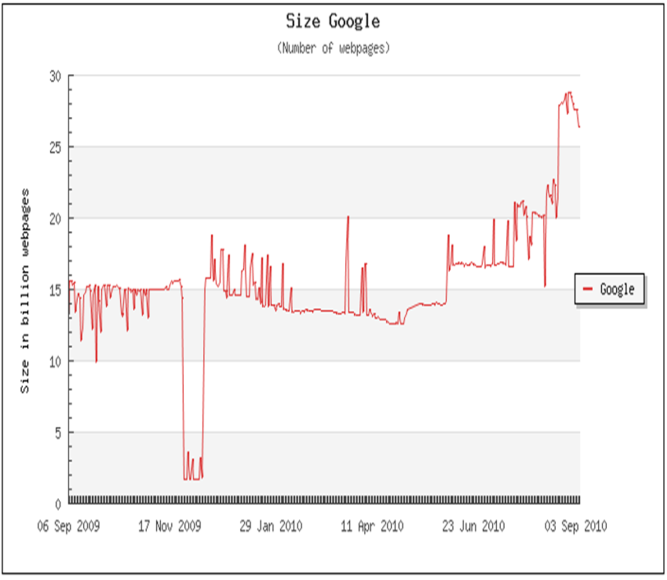 Size Google
(Number of webpages)
Size in billion webpages
30
25
20
15
10
5
0
06 Sep 2009
17 Nov 2009
29 Jan 2010
11 Apr 2010
23 Jun 2010
03 Sep 2010
Google